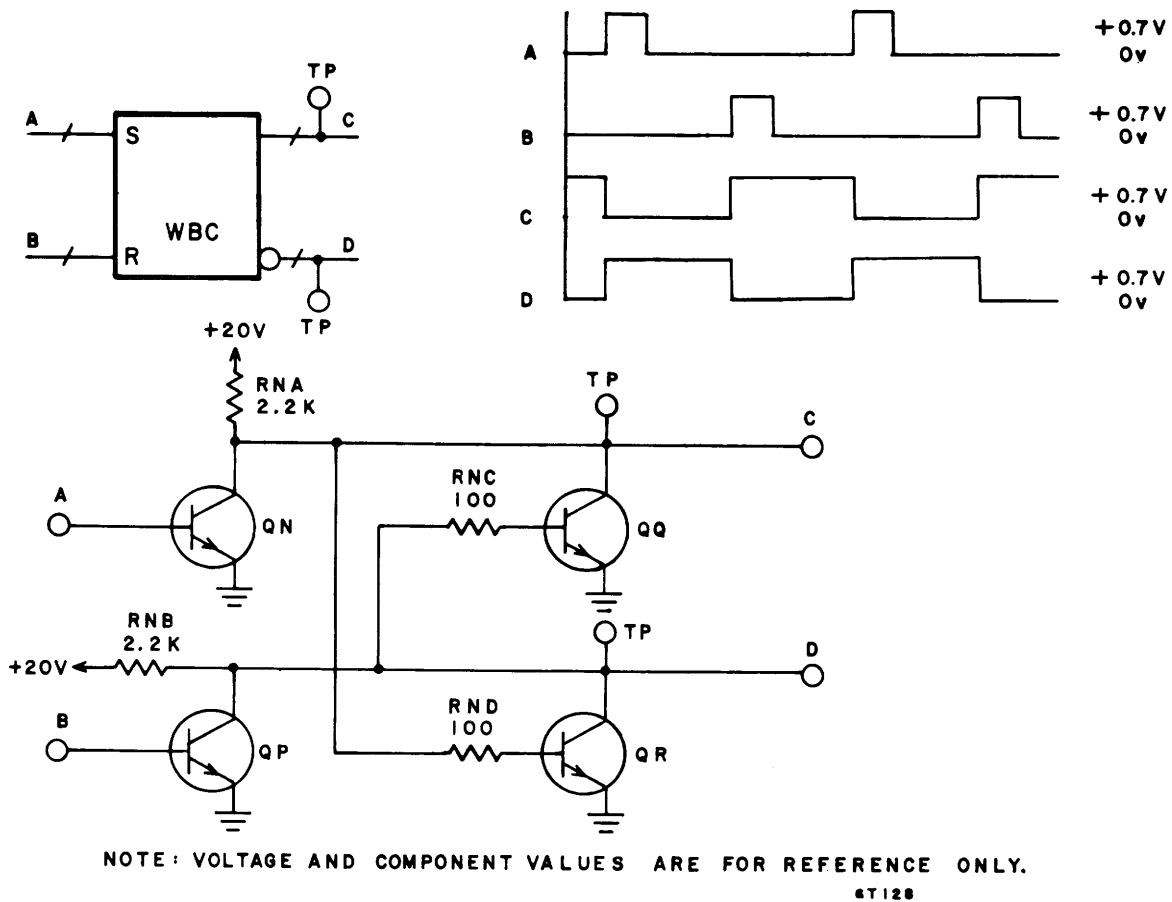 A
B
S
R
WBC
TP
C
D
TP
A
+0.7V
0v
B
+0.7V
0v
C
+0.7V
0v
D
+0.7V
0v
+20V
RNA
2.2K
TP
C
A
QN
RNC
100
QQ
RNB
2.2K
+20V
TP
D
B
QP
RND
100
QR
NOTE: VOLTAGE AND COMPONENT VALUES ARE FOR REFERENCE ONLY.
6T128